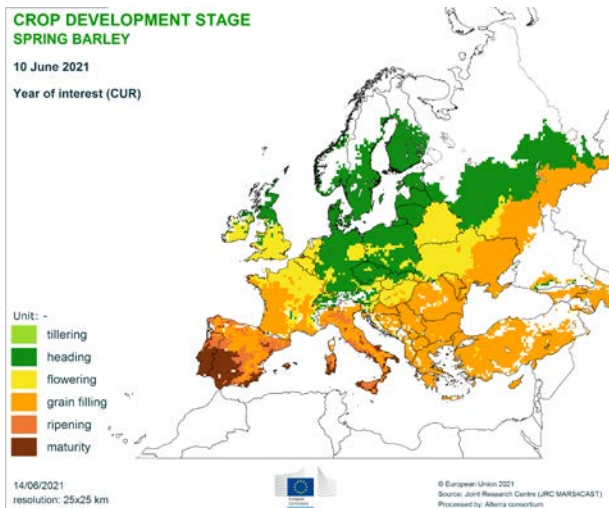 CROP DEVELOPMENT STAGE
SPRING BARLEY
10 June 2021
Year of interest (CUR)
Unit: -
tillering
heading
flowering
grain filling
ripening
maturity
14/06/2021
resolution: 25x25 km
© European Union 2021
Source: Joint Research Centre (JRC MARS4CAST)
Processed by: Alterra consortium